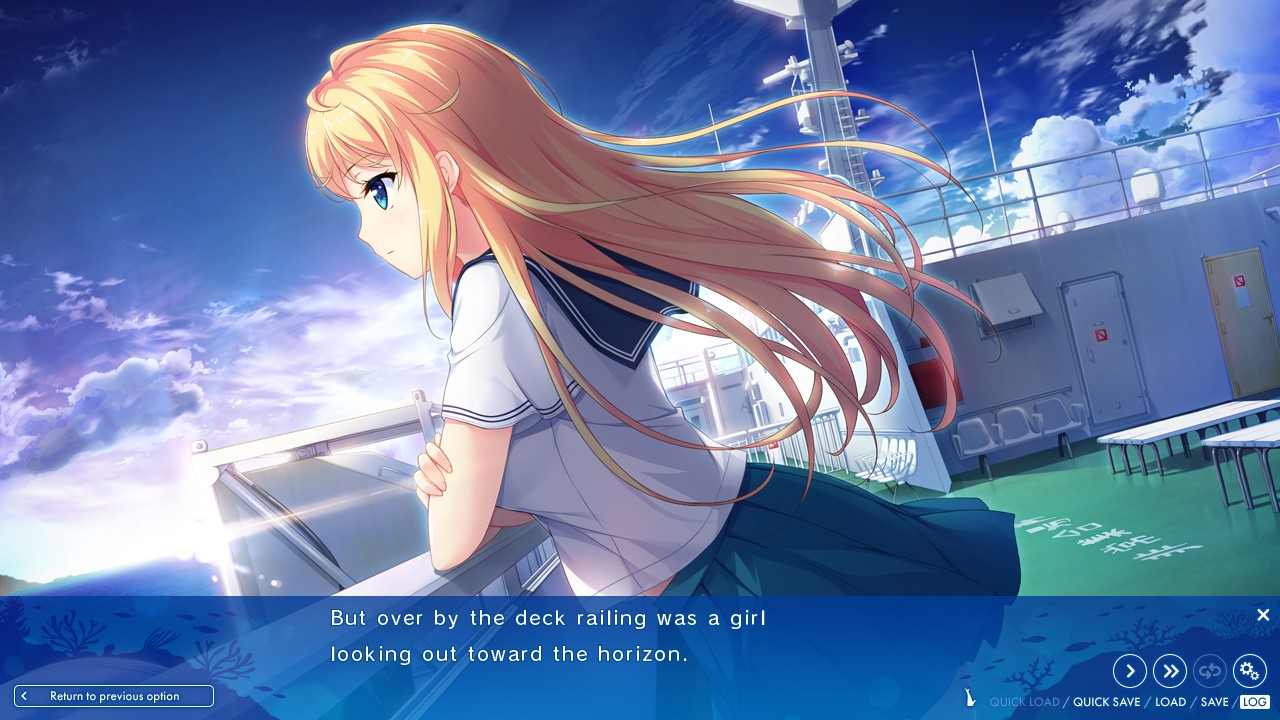 But over by the deck railing was a girl
looking out toward the horizon.
Return to previous option
QUICK LOAD / QUICK SAVE / LOAD / SAVE / LOG